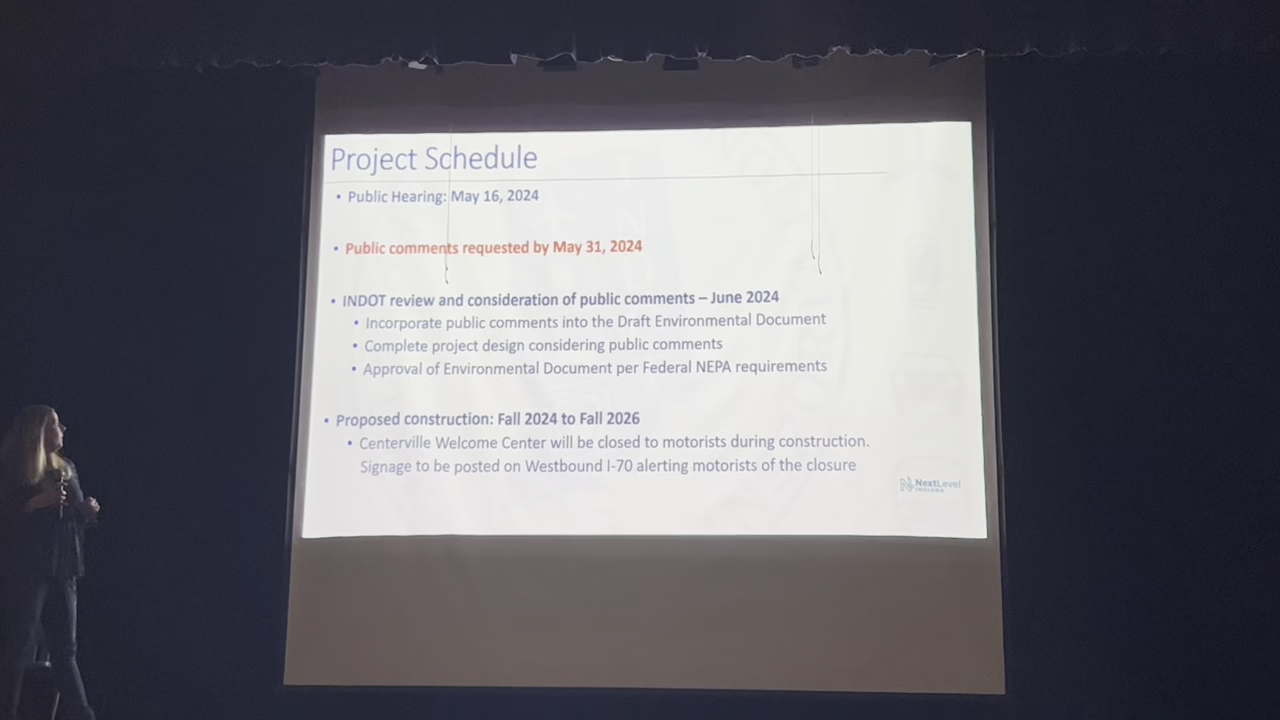 Project Schedule
• Public Hearing: May 16, 2024
• Public comments requested by May 31, 2024
• INDOT review and consideration of public comments – June 2024
• Incorporate public comments into the Draft Environmental Document
• Complete project design considering public comments
• Approval of Environmental Document per Federal NEPA requirements
• Proposed construction: Fall 2024 to Fall 2026
• Centerville Welcome Center will be closed to motorists during construction.
Signage to be posted on Westbound I-70 alerting motorists of the closure
NextLevel
INDIANA